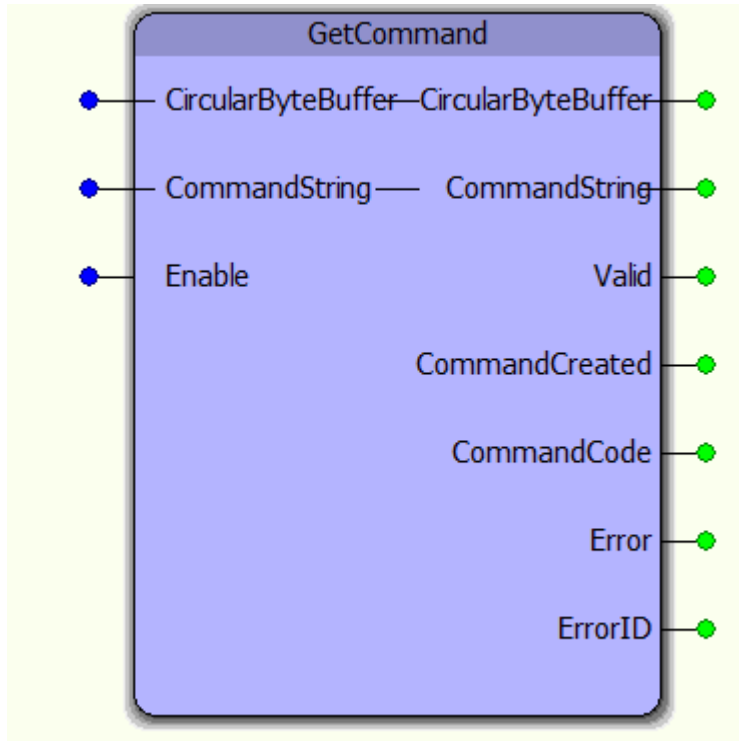 GetCommand
CircularByteBuffer CircularByteBuffer
CommandString CommandString
Enable Valid
CommandCreated
CommandCode
Error
ErrorID